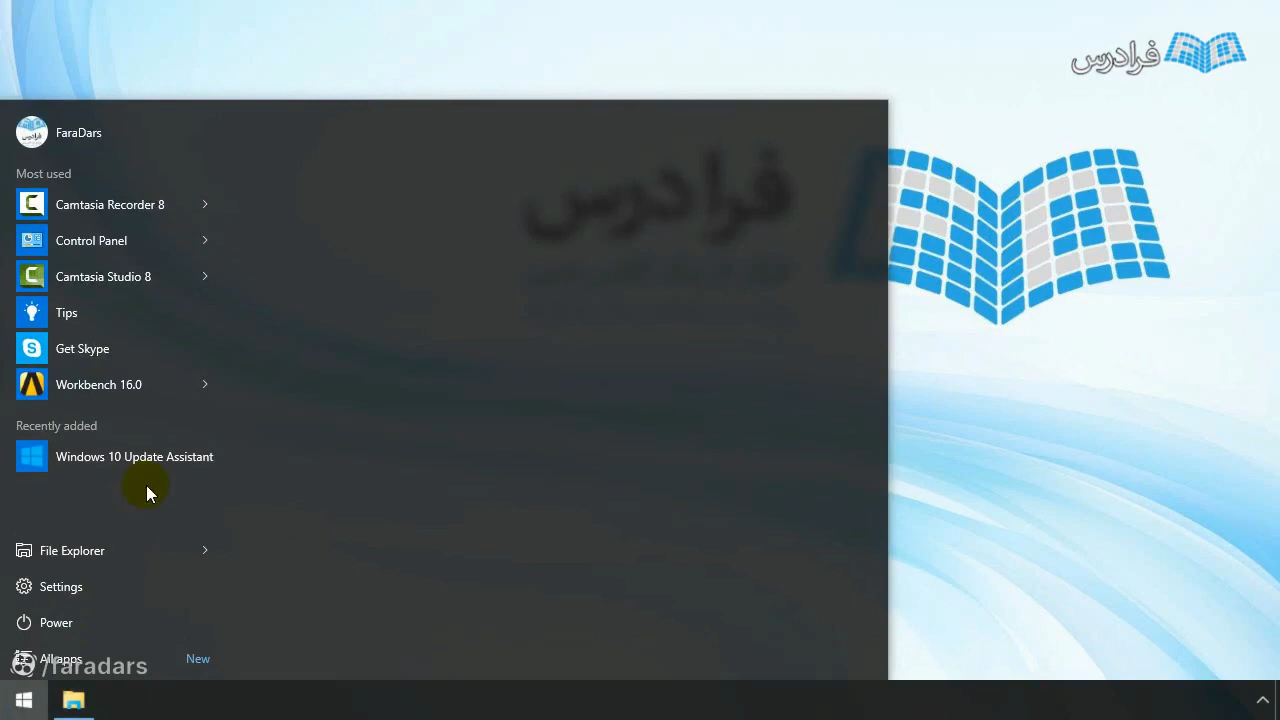 فرادرس
FaraDars
Most used
Camtasia Recorder 8
Control Panel
Camtasia Studio 8
Tips
Get Skype
Workbench 16.0
Recently added
Windows 10 Update Assistant
فرادرس
File Explorer
Settings
Power
All apps New
/faradars